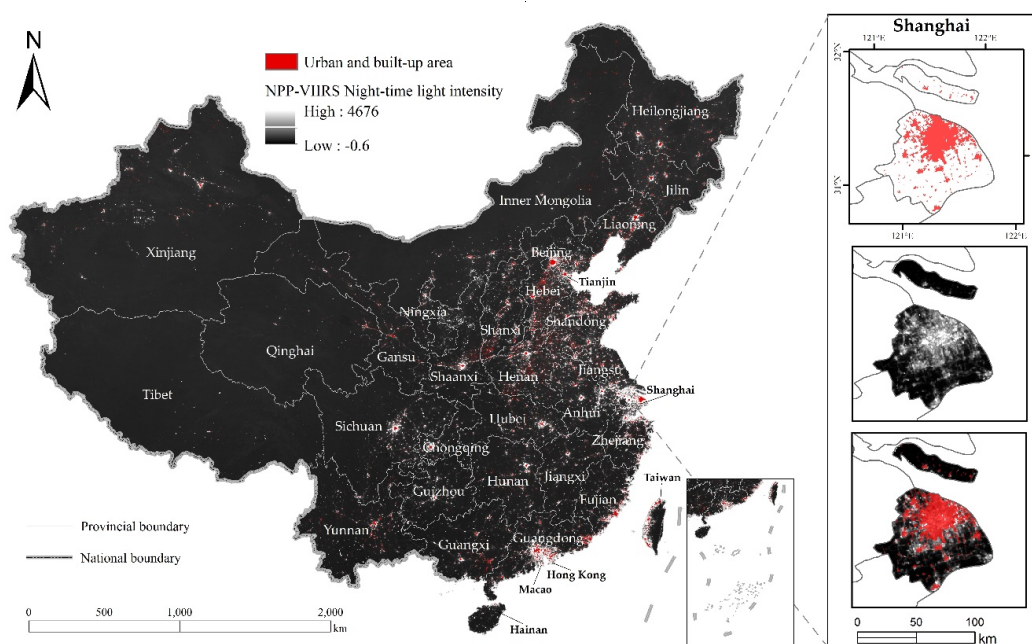 N
Urban and built-up area
NPP-VIIRS Night-time light intensity
High : 4676
Low : -0.6
Heilongjiang
Jilin
Inner Mongolia
Liaoning
Xinjiang
Beijing
Tianjin
Hebei
Ningxia
Shanxi
Shandong
Qinghai
Gansu
Shaanxi
Henan
Jiangsu
Tibet
Shanghai
Anhui
Hubei
Sichuan
Chongqing
Zhejiang
Hunan
Jiangxi
Guizhou
Taiwan
Fujian
Yunnan
Guangxi
Guangdong
Hong Kong
Macao
Hainan
Provincial boundary
National boundary
0 500 1,000 2,000
km
Shanghai
121°E 122°E
32°N
31°N
121°E 122°E
0 50 100
km